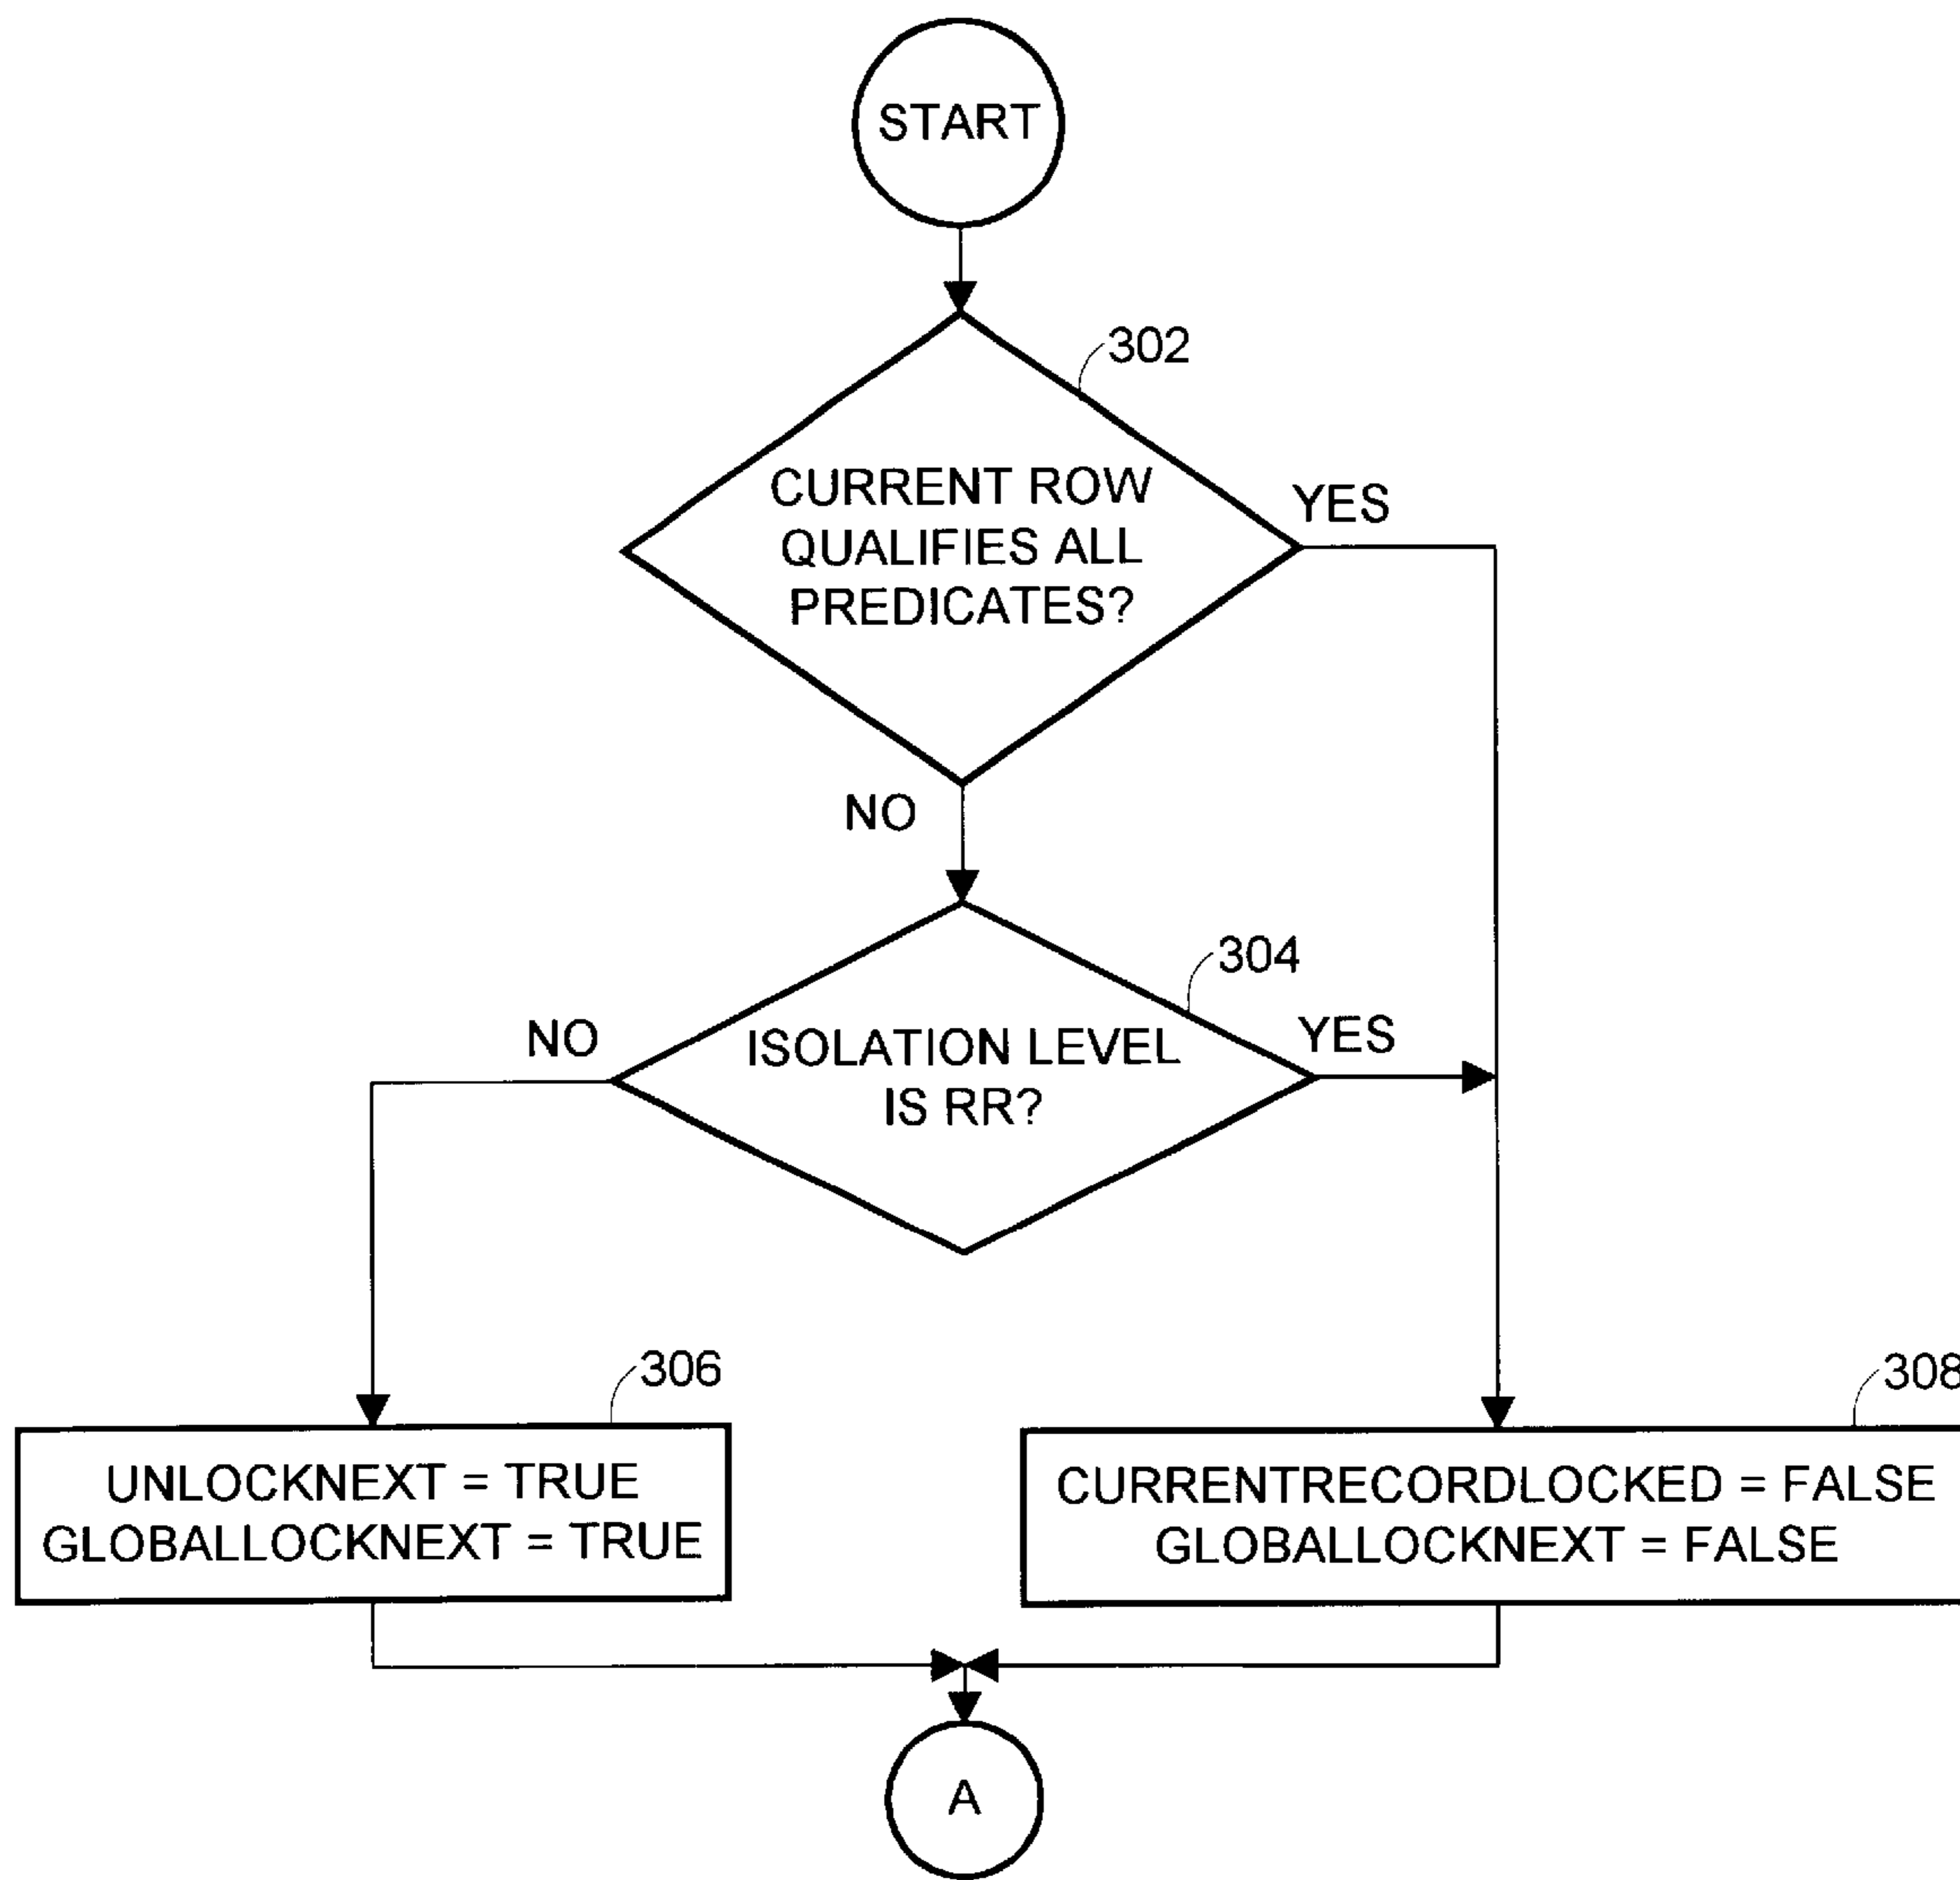 START
302
CURRENT ROW
QUALIFIES ALL
PREDICATES?
YES
NO
304
NO
ISOLATION LEVEL
IS RR?
YES
306
308
UNLOCKNEXT = TRUE
GLOBALLOCKNEXT = TRUE
CURRENTRECORDLOCKED = FALSE
GLOBALLOCKNEXT = FALSE
A